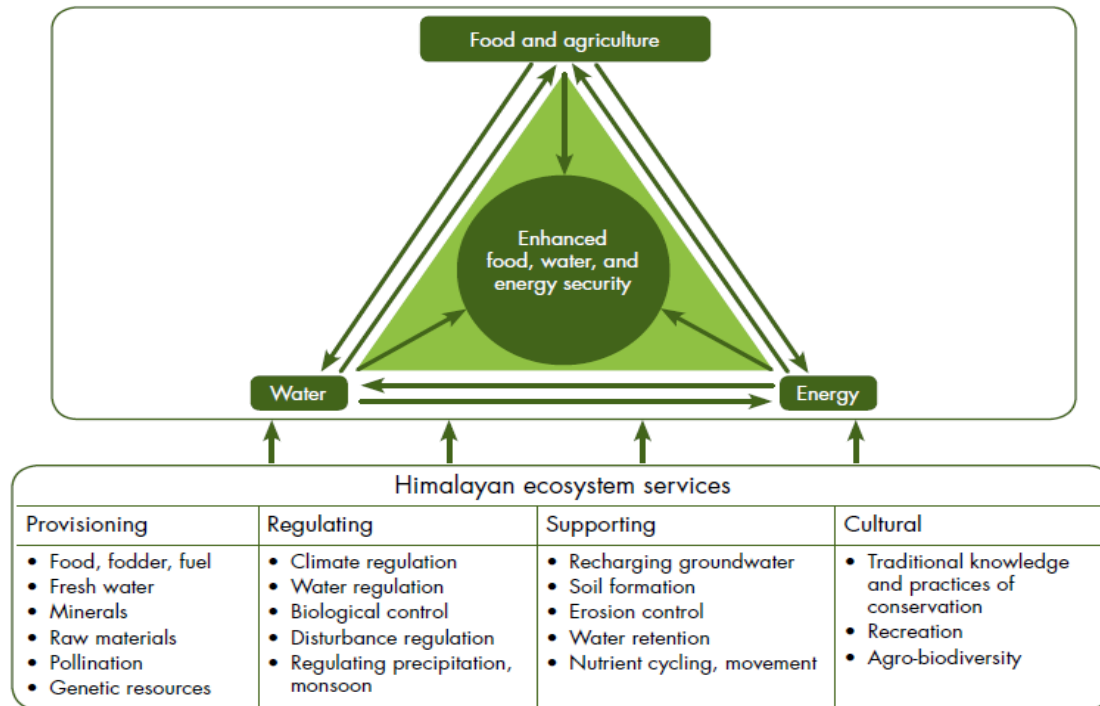 Food and agriculture
Enhanced
food, water, and
energy security
Water
Energy
Himalayan ecosystem services
Provisioning
• Food, fodder, fuel
• Fresh water
• Minerals
• Raw materials
• Pollination
• Genetic resources
Regulating
• Climate regulation
• Water regulation
• Biological control
• Disturbance regulation
• Regulating precipitation,
monsoon
Supporting
• Recharging groundwater
• Soil formation
• Erosion control
• Water retention
• Nutrient cycling, movement
Cultural
• Traditional knowledge
and practices of
conservation
• Recreation
• Agro-biodiversity